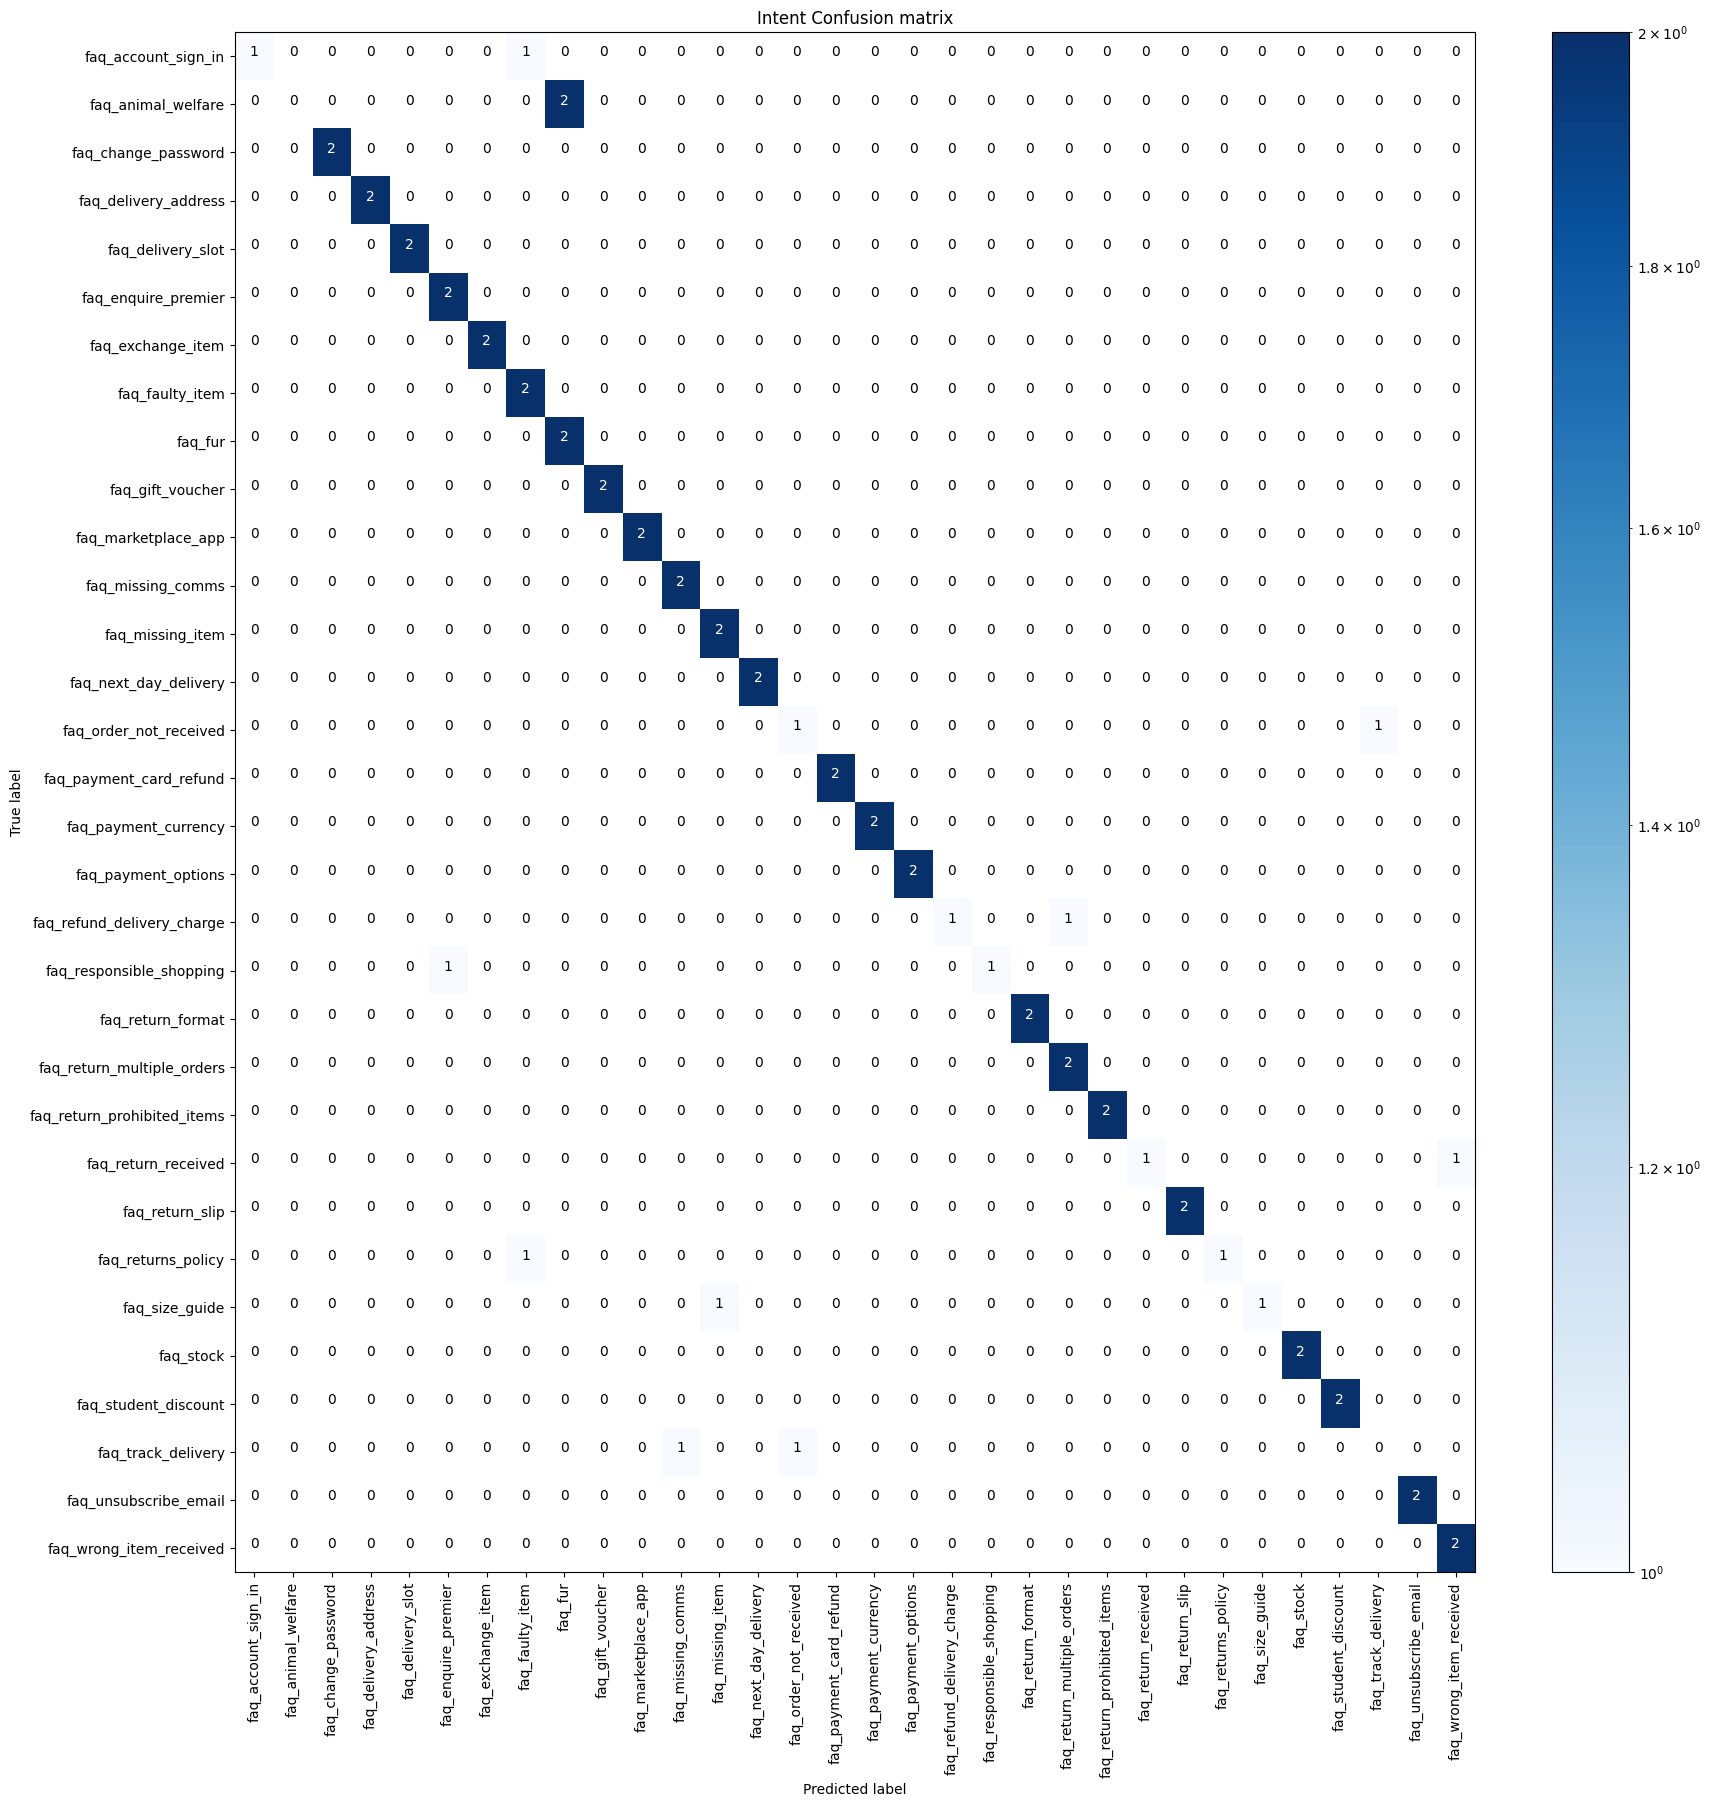 Intent Confusion matrix
faq_account_sign_in 1 0 0 0 0 0 0 1 0 0 0 0 0 0 0 0 0 0 0 0 0 0 0 0 0 0 0 0 0 0 0 0
faq_animal_welfare 0 0 0 0 0 0 0 0 2 0 0 0 0 0 0 0 0 0 0 0 0 0 0 0 0 0 0 0 0 0 0 0
faq_change_password 0 0 2 0 0 0 0 0 0 0 0 0 0 0 0 0 0 0 0 0 0 0 0 0 0 0 0 0 0 0 0 0
faq_delivery_address 0 0 0 2 0 0 0 0 0 0 0 0 0 0 0 0 0 0 0 0 0 0 0 0 0 0 0 0 0 0 0 0
faq_delivery_slot 0 0 0 0 2 0 0 0 0 0 0 0 0 0 0 0 0 0 0 0 0 0 0 0 0 0 0 0 0 0 0 0
faq_enquire_premier 0 0 0 0 0 2 0 0 0 0 0 0 0 0 0 0 0 0 0 0 0 0 0 0 0 0 0 0 0 0 0 0
faq_exchange_item 0 0 0 0 0 0 2 0 0 0 0 0 0 0 0 0 0 0 0 0 0 0 0 0 0 0 0 0 0 0 0 0
faq_faulty_item 0 0 0 0 0 0 0 2 0 0 0 0 0 0 0 0 0 0 0 0 0 0 0 0 0 0 0 0 0 0 0 0
faq_fur 0 0 0 0 0 0 0 0 2 0 0 0 0 0 0 0 0 0 0 0 0 0 0 0 0 0 0 0 0 0 0 0
faq_gift_voucher 0 0 0 0 0 0 0 0 0 2 0 0 0 0 0 0 0 0 0 0 0 0 0 0 0 0 0 0 0 0 0 0
faq_marketplace_app 0 0 0 0 0 0 0 0 0 0 2 0 0 0 0 0 0 0 0 0 0 0 0 0 0 0 0 0 0 0 0 0
faq_missing_comms 0 0 0 0 0 0 0 0 0 0 0 2 0 0 0 0 0 0 0 0 0 0 0 0 0 0 0 0 0 0 0 0
faq_missing_item 0 0 0 0 0 0 0 0 0 0 0 0 2 0 0 0 0 0 0 0 0 0 0 0 0 0 0 0 0 0 0 0
faq_next_day_delivery 0 0 0 0 0 0 0 0 0 0 0 0 0 2 0 0 0 0 0 0 0 0 0 0 0 0 0 0 0 0 0 0
faq_order_not_received 0 0 0 0 0 0 0 0 0 0 0 0 0 0 1 0 0 0 0 0 0 0 0 0 0 0 0 0 0 1 0 0
faq_payment_card_refund 0 0 0 0 0 0 0 0 0 0 0 0 0 0 0 2 0 0 0 0 0 0 0 0 0 0 0 0 0 0 0 0
faq_payment_currency 0 0 0 0 0 0 0 0 0 0 0 0 0 0 0 0 2 0 0 0 0 0 0 0 0 0 0 0 0 0 0 0
faq_payment_options 0 0 0 0 0 0 0 0 0 0 0 0 0 0 0 0 0 2 0 0 0 0 0 0 0 0 0 0 0 0 0 0
faq_refund_delivery_charge 0 0 0 0 0 0 0 0 0 0 0 0 0 0 0 0 0 0 1 0 0 1 0 0 0 0 0 0 0 0 0 0
faq_responsible_shopping 0 0 0 0 0 1 0 0 0 0 0 0 0 0 0 0 0 0 0 1 0 0 0 0 0 0 0 0 0 0 0 0
faq_return_format 0 0 0 0 0 0 0 0 0 0 0 0 0 0 0 0 0 0 0 0 2 0 0 0 0 0 0 0 0 0 0 0
faq_return_multiple_orders 0 0 0 0 0 0 0 0 0 0 0 0 0 0 0 0 0 0 0 0 0 2 0 0 0 0 0 0 0 0 0 0
faq_return_prohibited_items 0 0 0 0 0 0 0 0 0 0 0 0 0 0 0 0 0 0 0 0 0 0 2 0 0 0 0 0 0 0 0 0
faq_return_received 0 0 0 0 0 0 0 0 0 0 0 0 0 0 0 0 0 0 0 0 0 0 0 1 0 0 0 0 0 0 0 1
faq_return_slip 0 0 0 0 0 0 0 0 0 0 0 0 0 0 0 0 0 0 0 0 0 0 0 0 2 0 0 0 0 0 0 0
faq_returns_policy 0 0 0 0 0 0 0 1 0 0 0 0 0 0 0 0 0 0 0 0 0 0 0 0 0 1 0 0 0 0 0 0
faq_size_guide 0 0 0 0 0 0 0 0 0 0 0 0 1 0 0 0 0 0 0 0 0 0 0 0 0 0 1 0 0 0 0 0
faq_stock 0 0 0 0 0 0 0 0 0 0 0 0 0 0 0 0 0 0 0 0 0 0 0 0 0 0 0 2 0 0 0 0
faq_student_discount 0 0 0 0 0 0 0 0 0 0 0 0 0 0 0 0 0 0 0 0 0 0 0 0 0 0 0 0 2 0 0 0
faq_track_delivery 0 0 0 0 0 0 0 0 0 0 0 1 0 0 1 0 0 0 0 0 0 0 0 0 0 0 0 0 0 0 0 0
faq_unsubscribe_email 0 0 0 0 0 0 0 0 0 0 0 0 0 0 0 0 0 0 0 0 0 0 0 0 0 0 0 0 0 0 2 0
faq_wrong_item_received 0 0 0 0 0 0 0 0 0 0 0 0 0 0 0 0 0 0 0 0 0 0 0 0 0 0 0 0 0 0 0 2
True label
faq_account_sign_in
faq_animal_welfare
faq_change_password
faq_delivery_address
faq_delivery_slot
faq_enquire_premier
faq_exchange_item
faq_faulty_item
faq_fur
faq_gift_voucher
faq_marketplace_app
faq_missing_comms
faq_missing_item
faq_next_day_delivery
faq_order_not_received
faq_payment_card_refund
faq_payment_currency
faq_payment_options
faq_refund_delivery_charge
faq_responsible_shopping
faq_return_format
faq_return_multiple_orders
faq_return_prohibited_items
faq_return_received
faq_return_slip
faq_returns_policy
faq_size_guide
faq_stock
faq_student_discount
faq_track_delivery
faq_unsubscribe_email
faq_wrong_item_received
Predicted label
2 × 10⁰
1.8 × 10⁰
1.6 × 10⁰
1.4 × 10⁰
1.2 × 10⁰
10⁰